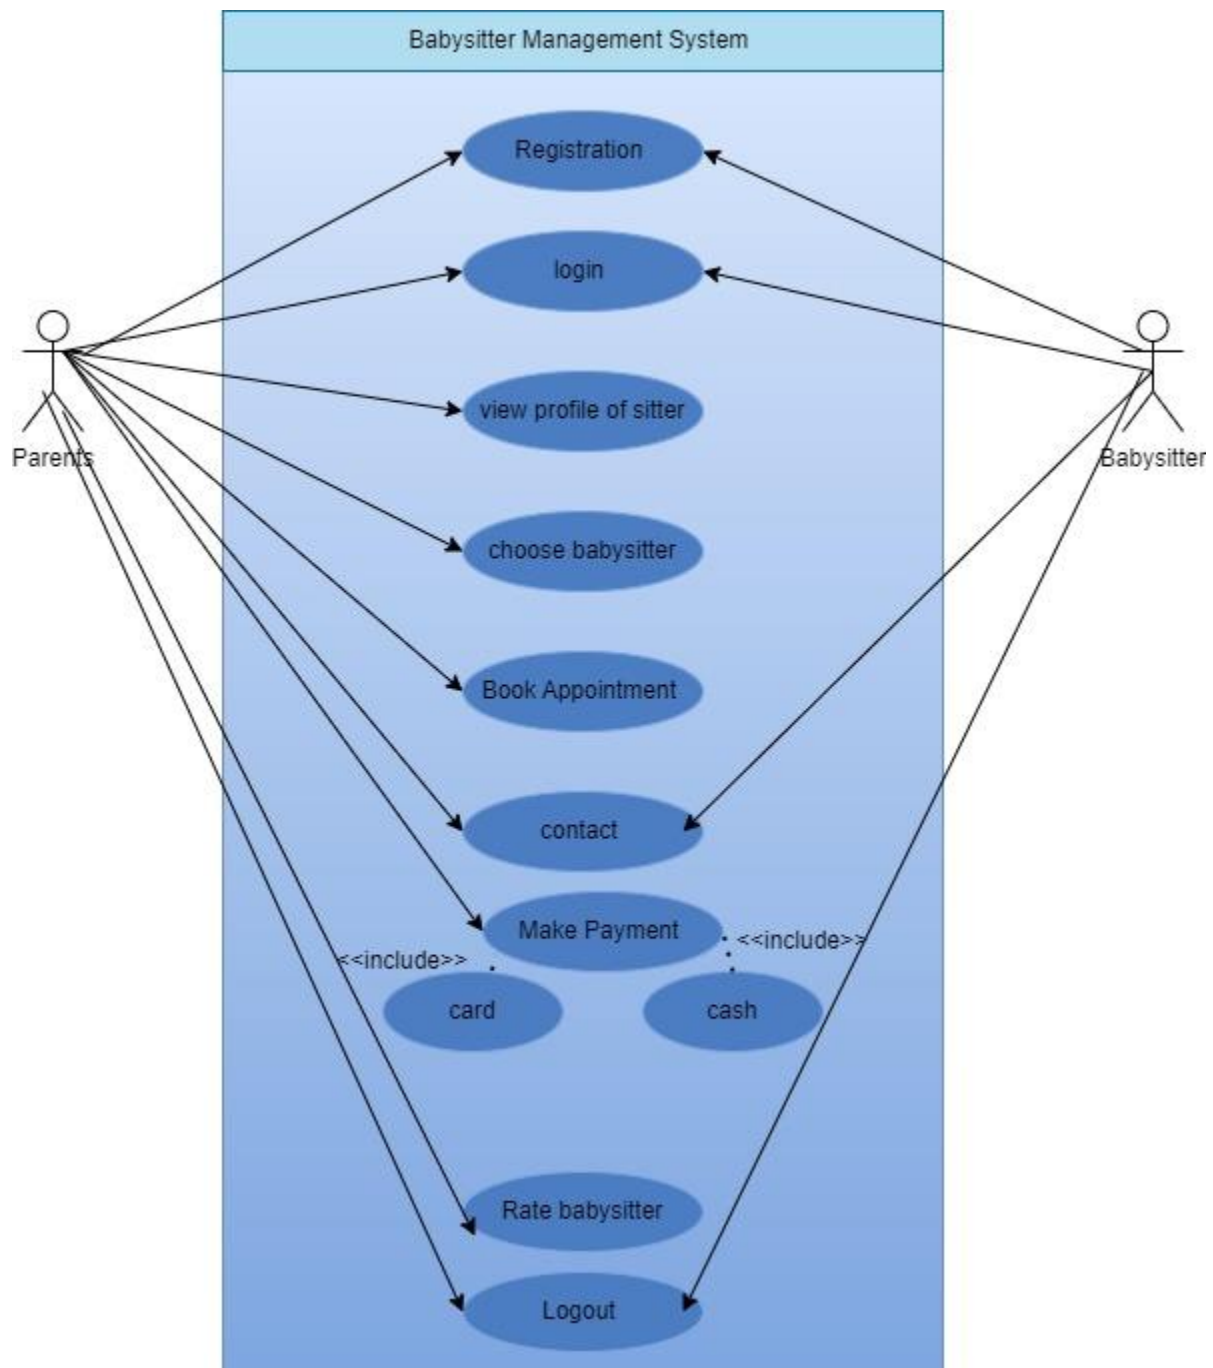 Babysitter Management System
Registration
login
view profile of sitter
Parents
Babysitter
choose babysitter
Book Appointment
contact
Make Payment
<<include>>
<<include>>
card
cash
Rate babysitter
Logout